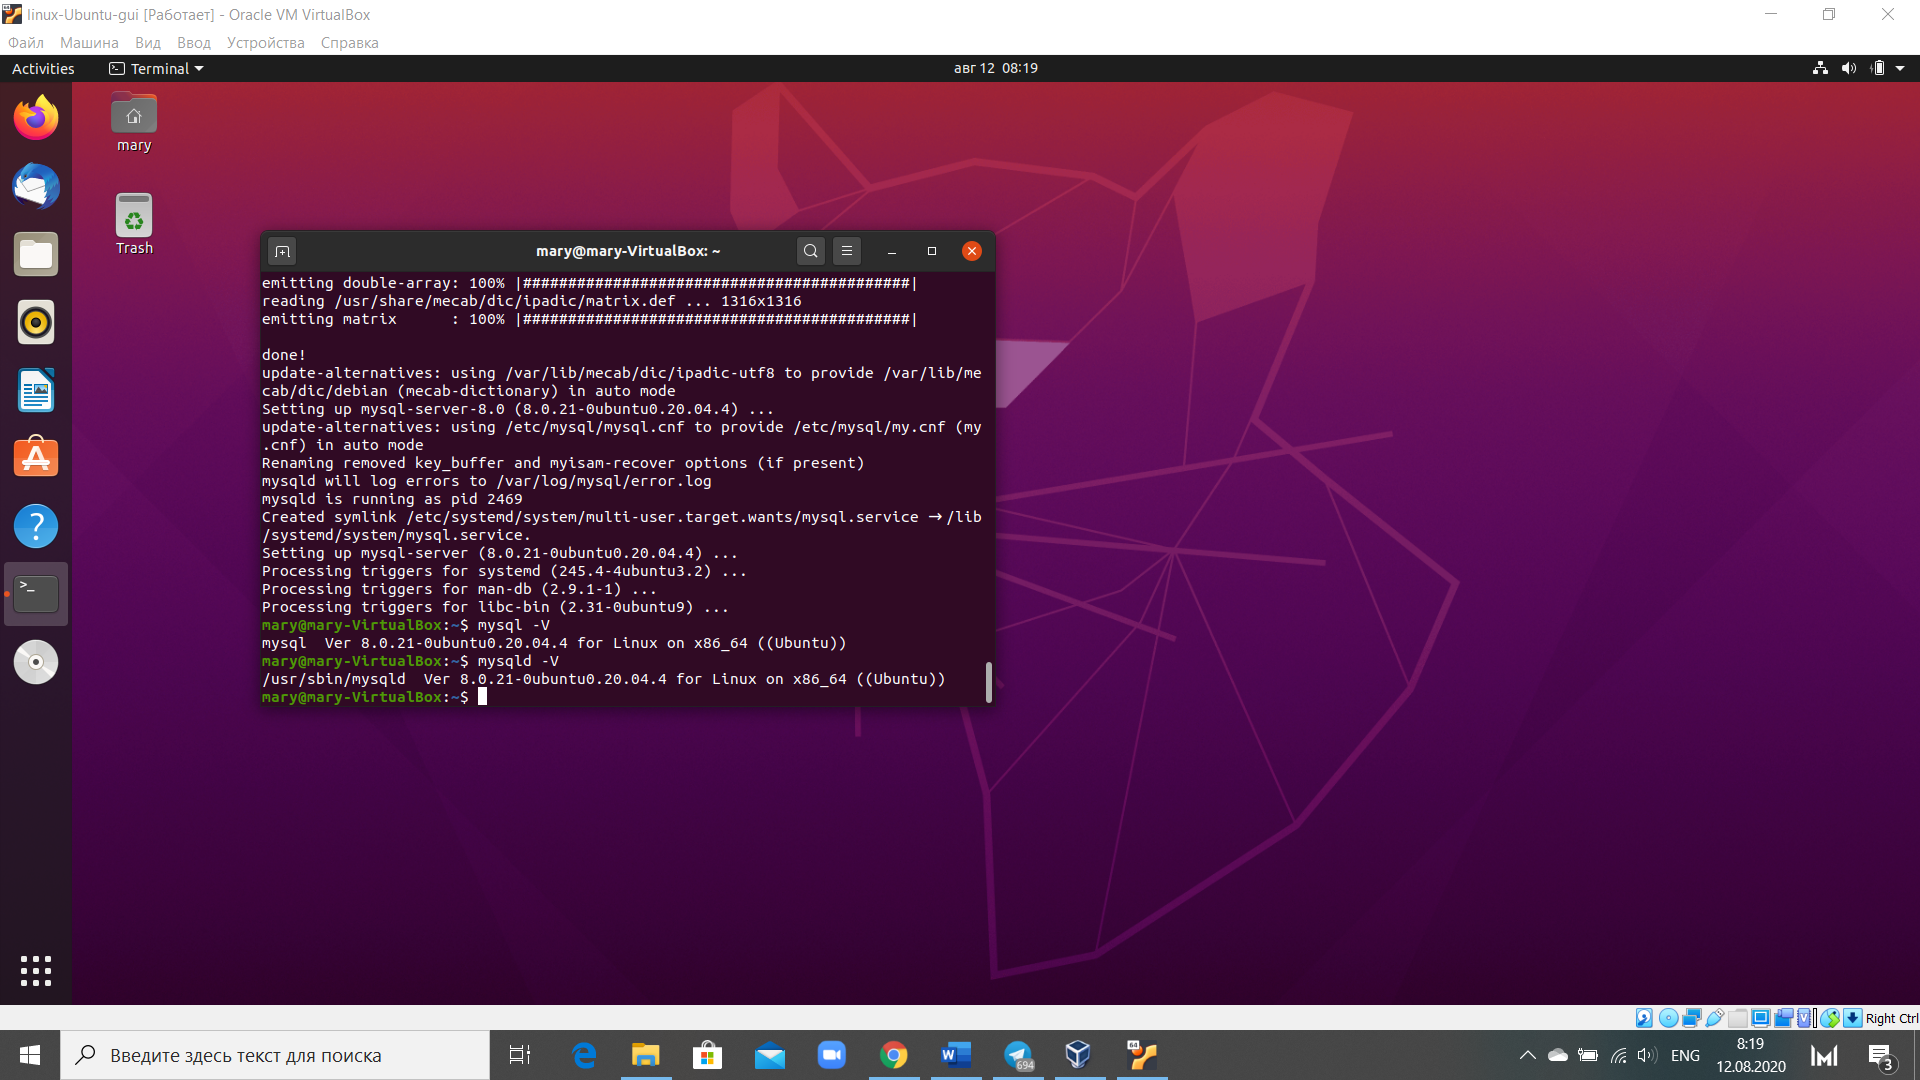 linux-Ubuntu-gui [Работает] - Oracle VM VirtualBox
Файл Машина Вид Ввод Устройства Справка
Activities Terminal авг 12 08:19
mary
Trash
mary@mary-VirtualBox: ~
emitting double-array: 100% |###########################################|
reading /usr/share/mecab/dic/ipadic/matrix.def ... 1316x1316
emitting matrix      : 100% |###########################################|
done!
update-alternatives: using /var/lib/mecab/dic/ipadic-utf8 to provide /var/lib/me
cab/dic/debian (mecab-dictionary) in auto mode
Setting up mysql-server-8.0 (8.0.21-0ubuntu0.20.04.4) ...
update-alternatives: using /etc/mysql/mysql.cnf to provide /etc/mysql/my.cnf (my
.cnf) in auto mode
Renaming removed key_buffer and myisam-recover options (if present)
mysqld will log errors to /var/log/mysql/error.log
mysqld is running as pid 2469
Created symlink /etc/systemd/system/multi-user.target.wants/mysql.service → /lib
/systemd/system/mysql.service.
Setting up mysql-server (8.0.21-0ubuntu0.20.04.4) ...
Processing triggers for systemd (245.4-4ubuntu3.2) ...
Processing triggers for man-db (2.9.1-1) ...
Processing triggers for libc-bin (2.31-0ubuntu9) ...
mary@mary-VirtualBox:~$ mysql -V
mysql  Ver 8.0.21-0ubuntu0.20.04.4 for Linux on x86_64 ((Ubuntu))
mary@mary-VirtualBox:~$ mysqld -V
/usr/sbin/mysqld  Ver 8.0.21-0ubuntu0.20.04.4 for Linux on x86_64 ((Ubuntu))
mary@mary-VirtualBox:~$
Right Ctrl
Введите здесь текст для поиска
694
64
ENG
8:19
12.08.2020
3